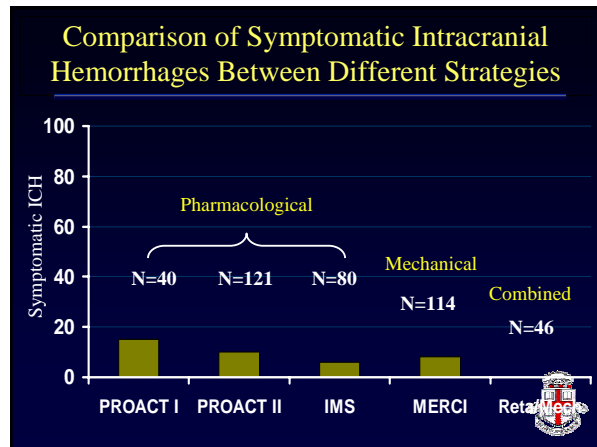 Comparison of Symptomatic Intracranial
Hemorrhages Between Different Strategies
Symptomatic ICH
100
80
60
40
20
0
Pharmacological
N=40 N=121 N=80
Mechanical
N=114
Combined
N=46
PROACT I PROACT II IMS MERCI